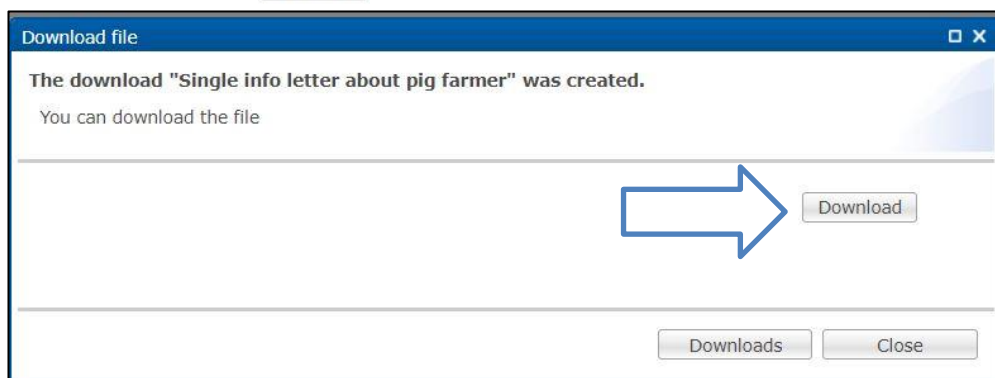 Download file
The download "Single info letter about pig farmer" was created.
You can download the file
Download
Downloads
Close